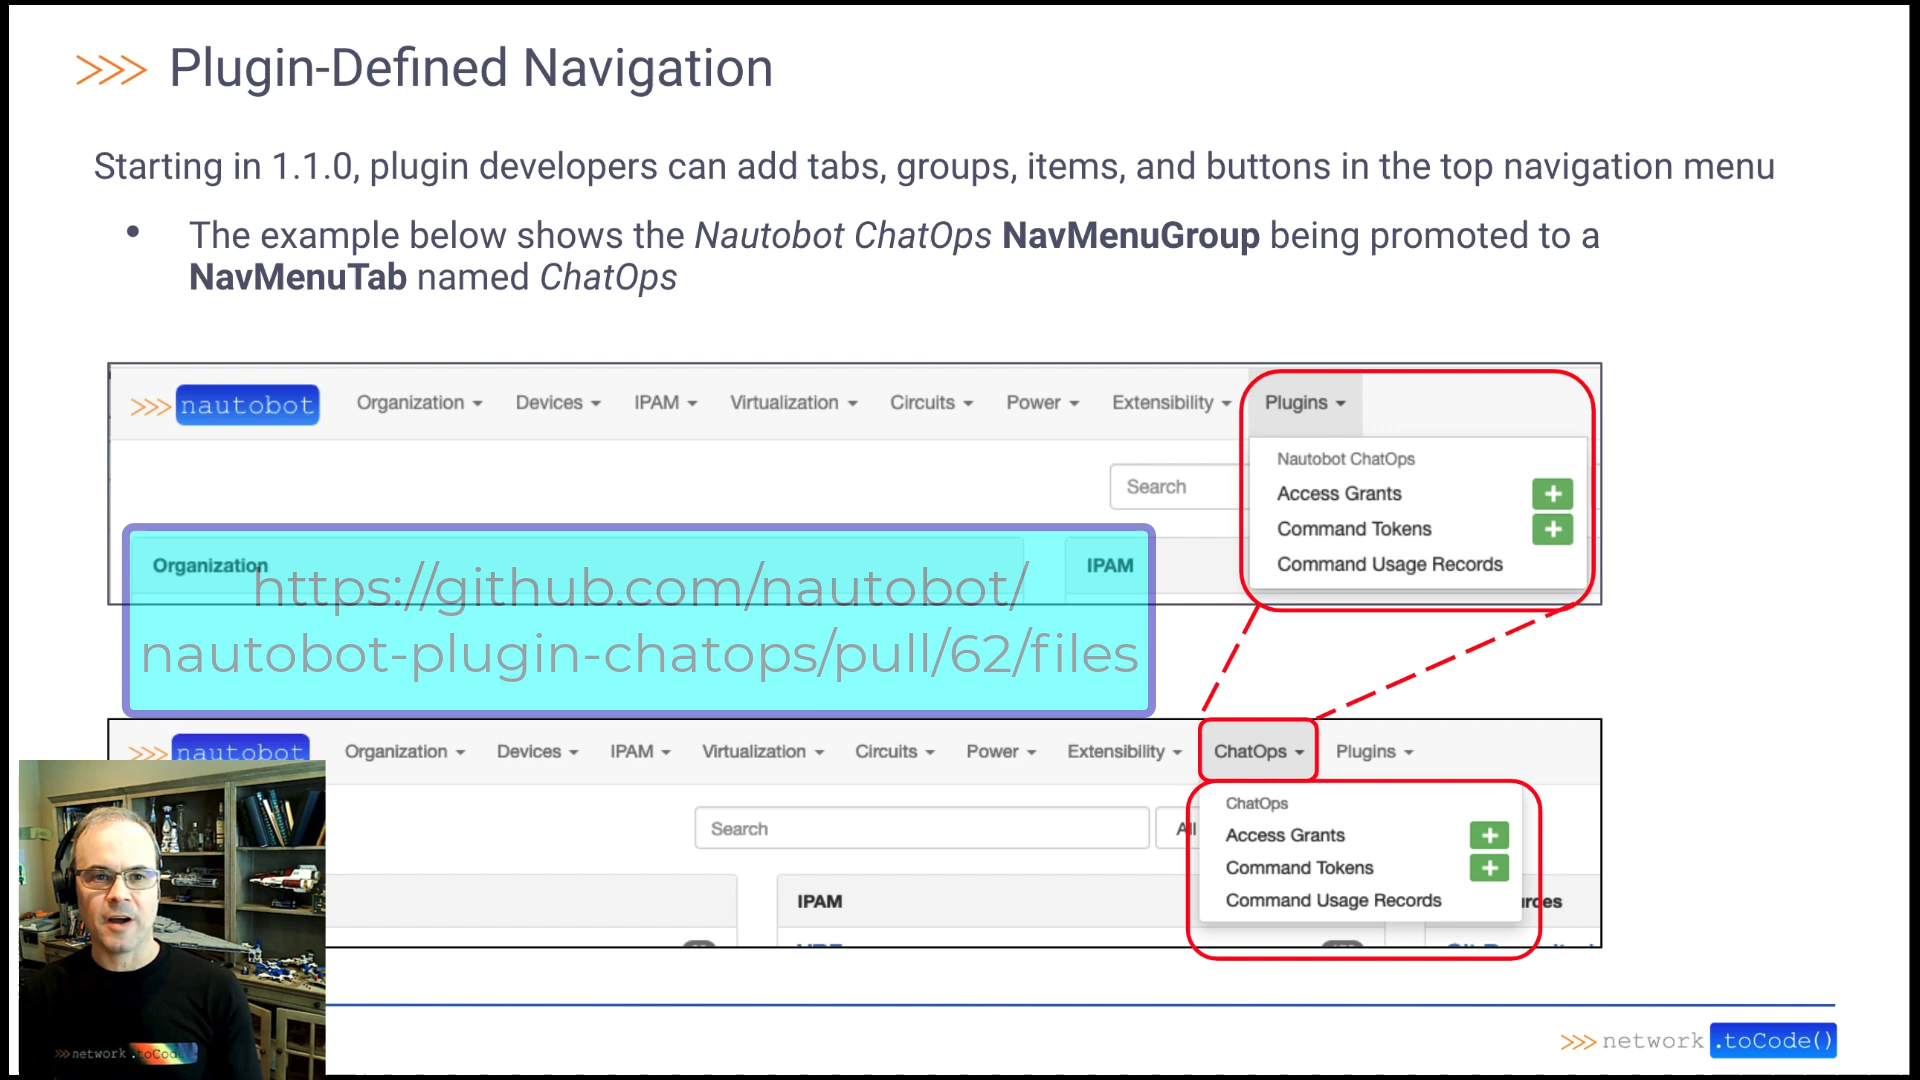 >>> Plugin-Defined Navigation
Starting in 1.1.0, plugin developers can add tabs, groups, items, and buttons in the top navigation menu
• The example below shows the Nautobot ChatOps NavMenuGroup being promoted to a
NavMenuTab named ChatOps
>>> nautobot Organization Devices IPAM Virtualization Circuits Power Extensibility Plugins
Nautobot ChatOps
Search Access Grants +
Command Tokens +
Organization IPAM Command Usage Records
https://github.com/nautobot/
nautobot-plugin-chatops/pull/62/files
>>> nautobot Organization Devices IPAM Virtualization Circuits Power Extensibility ChatOps Plugins
ChatOps
Search All Access Grants +
Command Tokens +
IPAM Command Usage Records
>>> network .toCode()
>>> network .toCode